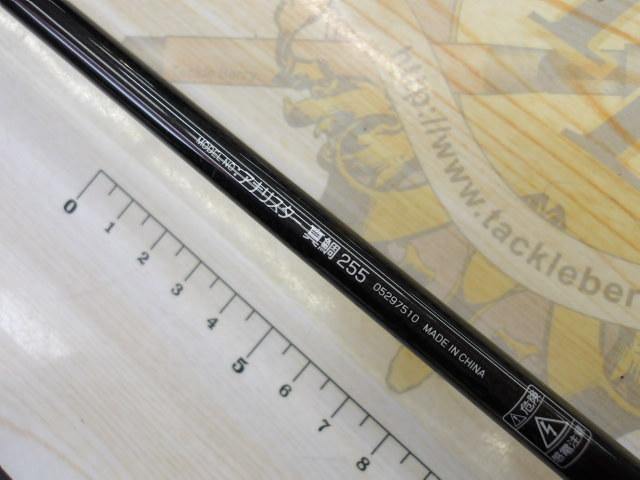 MODEL NO.:アナリスター 真鯛 255 05297510 MADE IN CHINA
⚠危険
感電注意
0 1 2 3 4 5 6 7 8
http://www.tackleber